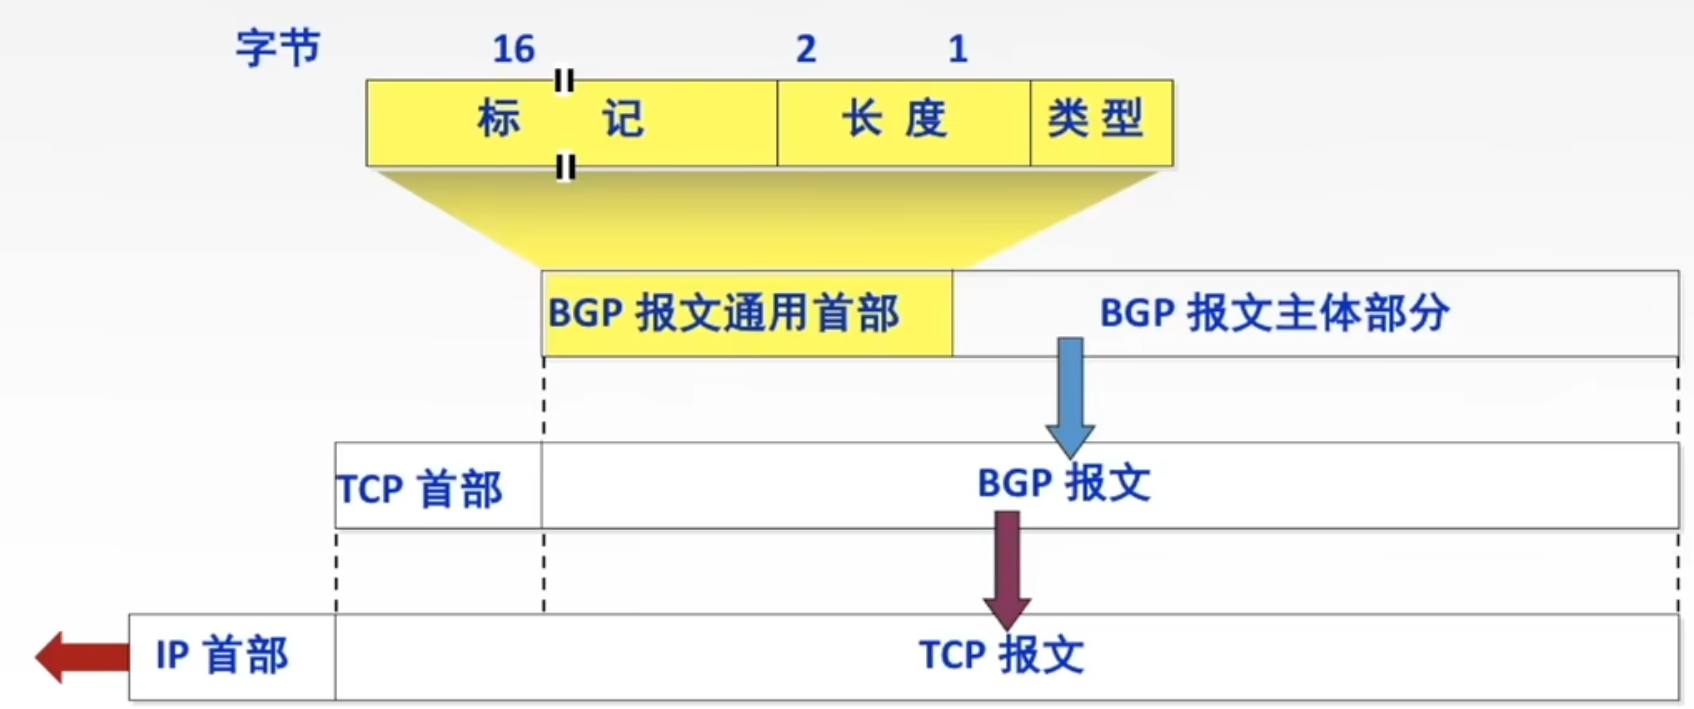 字节 16 2 1
标 记 长 度 类 型
BGP 报文通用首部 BGP 报文主体部分
TCP 首部 BGP 报文
IP 首部 TCP 报文